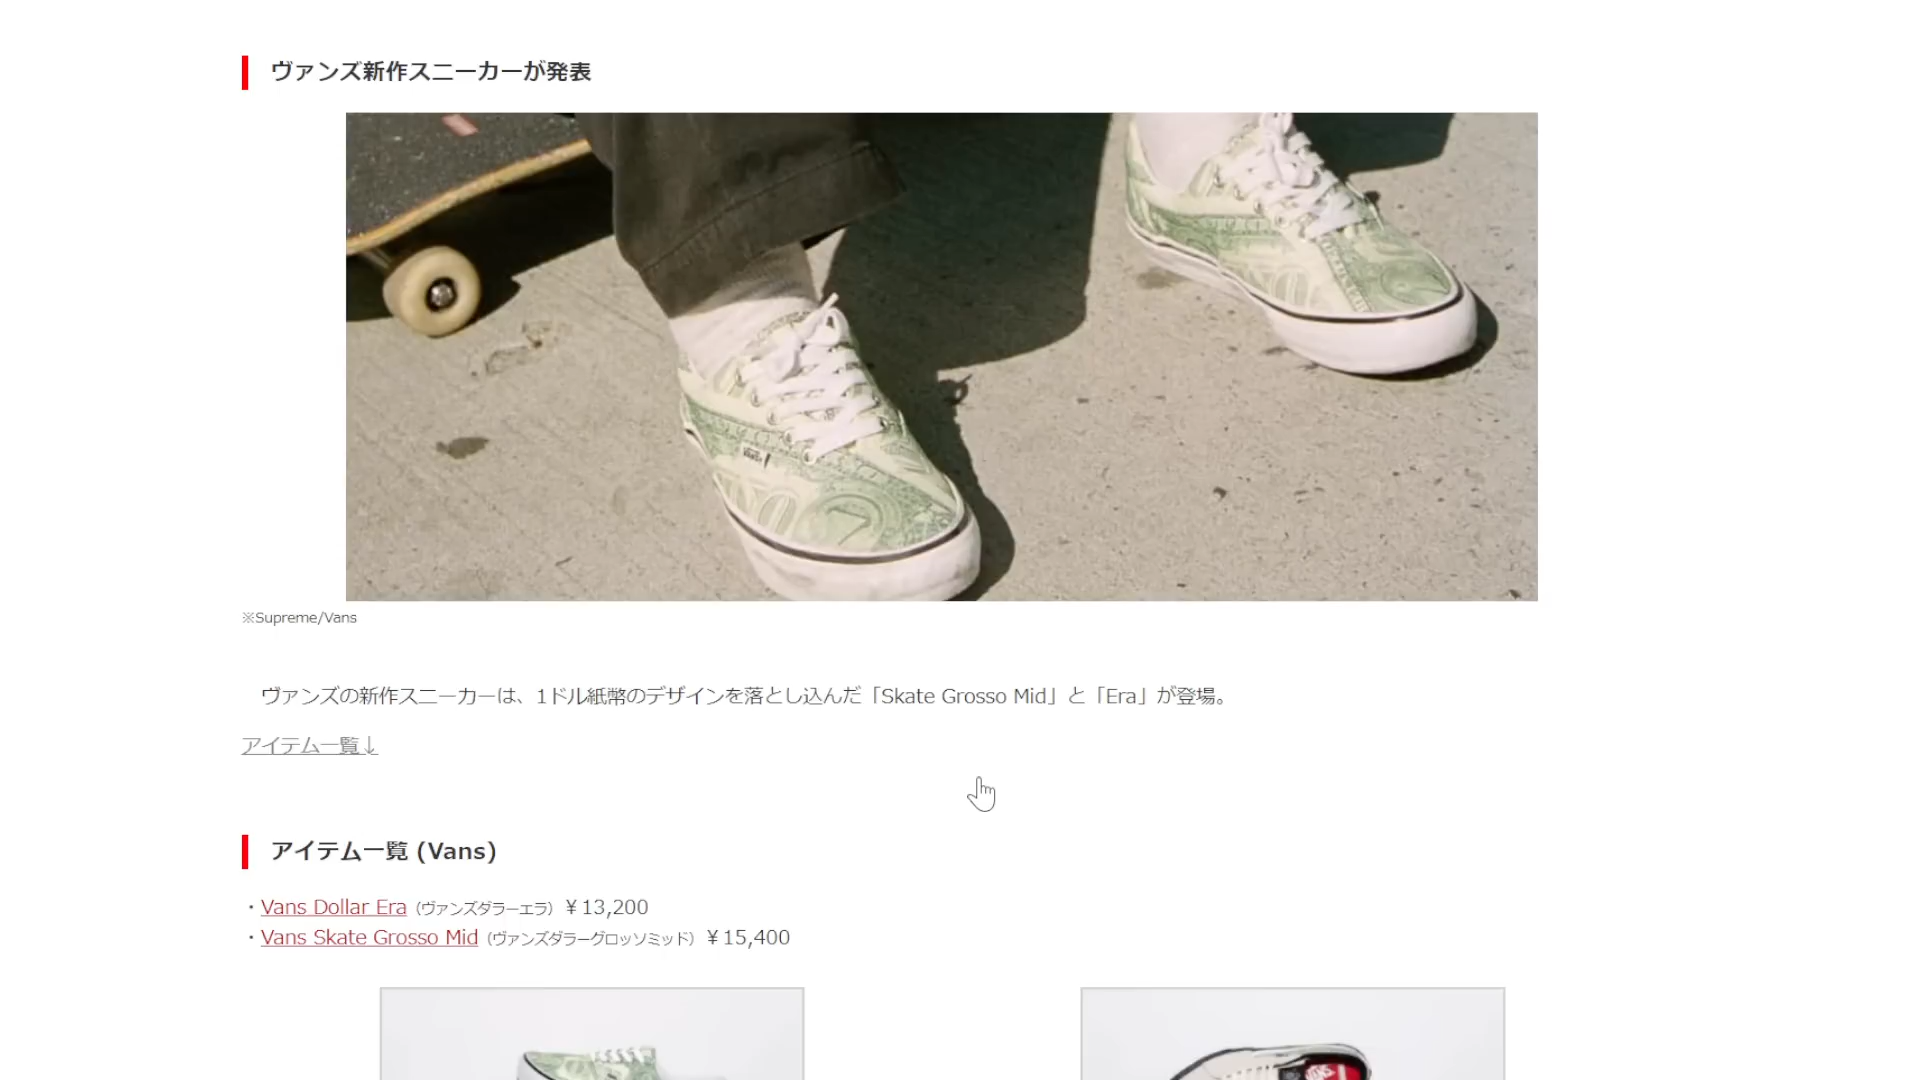 ヴァンズ新作スニーカーが発表
※Supreme/Vans
ヴァンズの新作スニーカーは、1ドル紙幣のデザインを落とし込んだ「Skate Grosso Mid」と「Era」が登場。
アイテム一覧↓
アイテム一覧 (Vans)
・Vans Dollar Era（ヴァンズダラーエラ）￥13,200
・Vans Skate Grosso Mid（ヴァンズダラーグロッソミッド）￥15,400
VANS